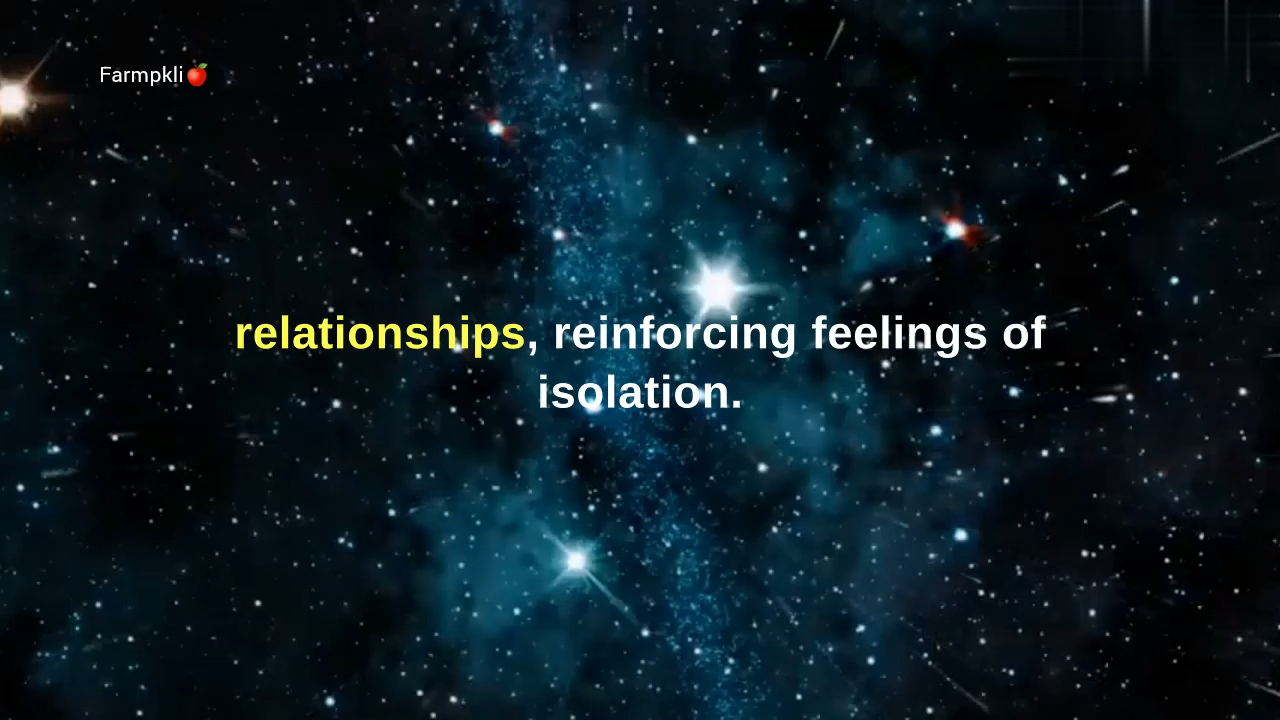 Farmpkli🍎
relationships, reinforcing feelings of
isolation.